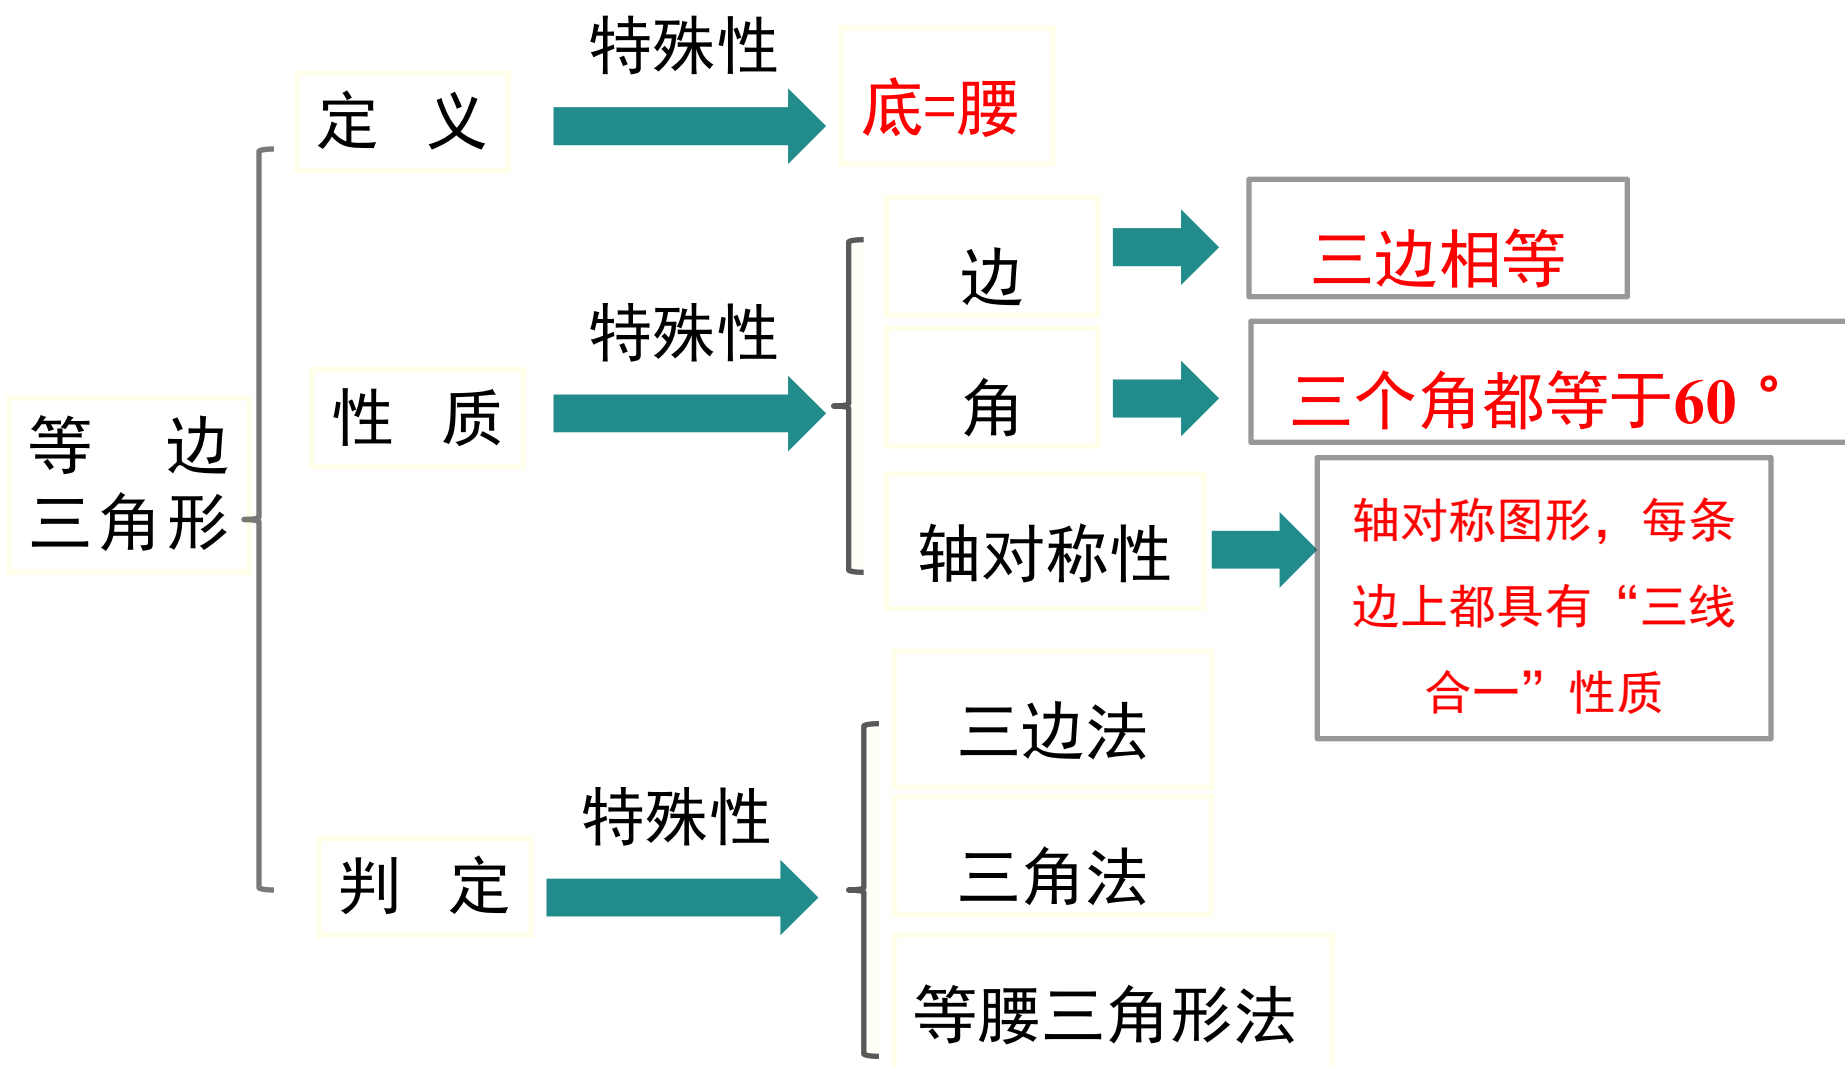 等 边
三角形
定 义
特殊性
底=腰
性 质
特殊性
边
三边相等
角
三个角都等于60 °
轴对称性
轴对称图形，每条
边上都具有“三线
合一”性质
判 定
特殊性
三边法
三角法
等腰三角形法